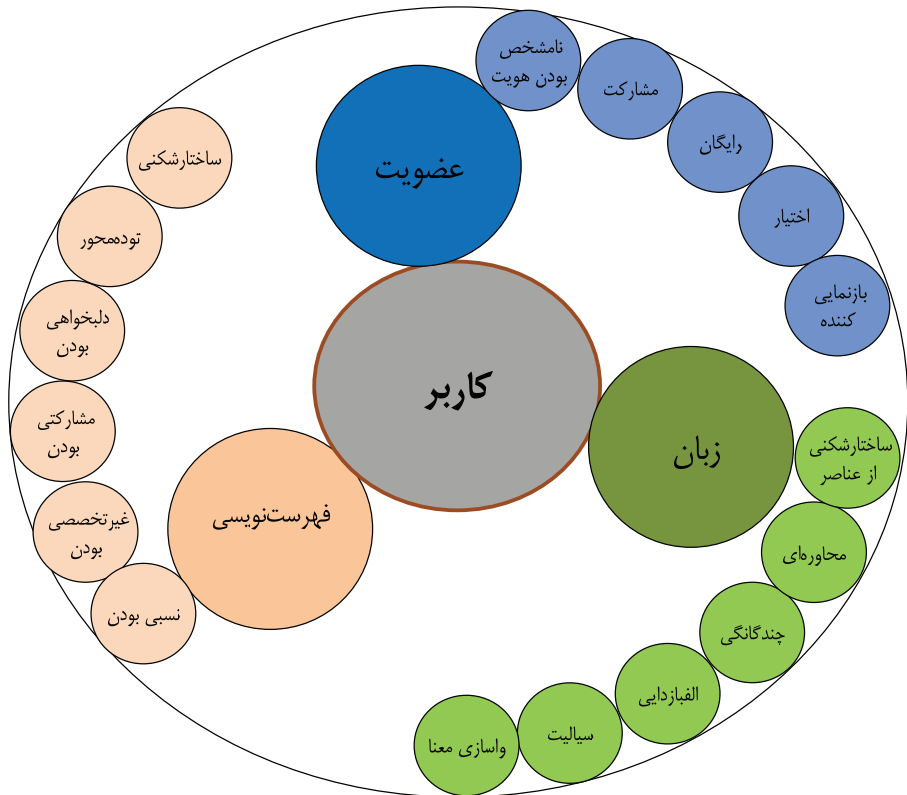 نامشخص
بودن هویت
مشارکت
رایگان
اختیار
بازنمایی
کننده
عضویت
کاربر
زبان
ساختارشکنی
از عناصر
محاوره‌ای
چندگانگی
الفبازدایی
سیالیت
واسازی معنا
فهرست‌نویسی
ساختارشکنی
توده‌محور
دلبخواهی
بودن
مشارکتی
بودن
غیرتخصصی
بودن
نسبی بودن